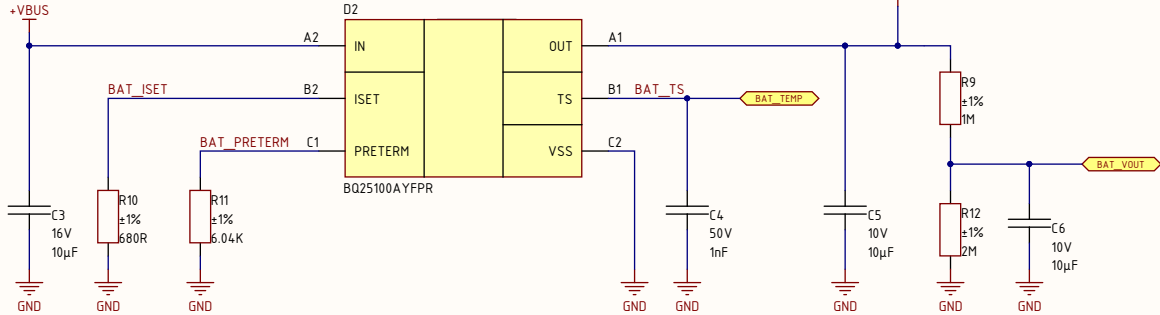 +VBUS
D2
A2
IN
OUT
A1
BAT_ISET
B2
ISET
TS
B1
BAT_TS
BAT_TEMP
BAT_PRETERM
C1
PRETERM
VSS
C2
BQ25100AYFPR
R9
±1%
1M
BAT_VOUT
C3
16V
10µF
R10
±1%
680R
R11
±1%
6.04K
C4
50V
1nF
C5
10V
10µF
R12
±1%
2M
C6
10V
10µF
GND
GND
GND
GND
GND
GND
GND
GND